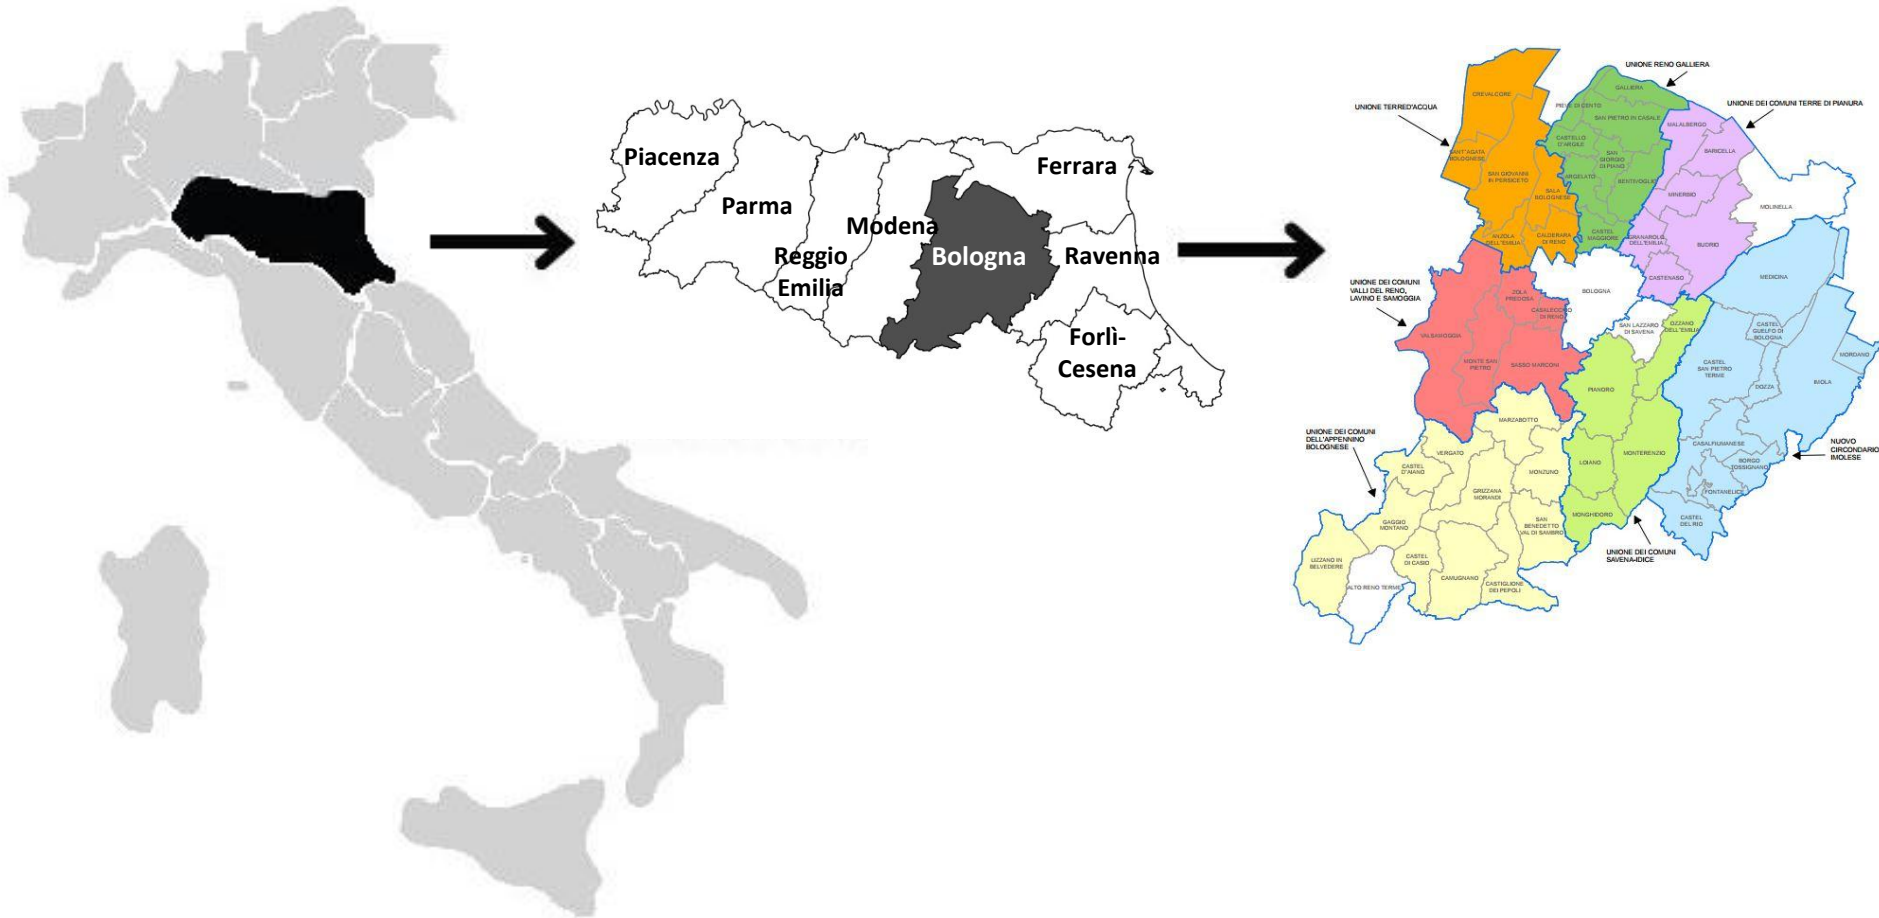 Piacenza
Parma
Reggio
Emilia
Modena
Bologna
Ferrara
Ravenna
Forlì-
Cesena
UNIONE RENO GALLIERA
UNIONE TERRED'ACQUA
UNIONE DEI COMUNI TERRE DI PIANURA
CREVALCORE
SANT'AGATA
BOLOGNESE
SAN GIOVANNI
IN PERSICETO
SALA
BOLOGNESE
ANZOLA
DELL'EMILIA
CALDERARA
DI RENO
GALLIERA
PIEVE DI CENTO
SAN PIETRO IN CASALE
CASTELLO
D'ARGILE
SAN
GIORGIO
DI PIANO
ARGELATO
BENTIVOGLIO
CASTEL
MAGGIORE
MALALBERGO
BARICELLA
MINERBIO
MOLINELLA
GRANAROLO
DELL'EMILIA
BUDRIO
CASTENASO
UNIONE DEI COMUNI
VALLI DEL RENO,
LAVINO E SAMOGGIA
BOLOGNA
ZOLA
PREDOSA
CASALECCHIO
DI RENO
VALSAMOGGIA
MONTE SAN
PIETRO
SASSO MARCONI
SAN LAZZARO
DI SAVENA
OZZANO
DELL'EMILIA
MEDICINA
CASTEL
GUELFO DI
BOLOGNA
MORDANO
CASTEL
SAN PIETRO
TERME
DOZZA
IMOLA
PIANORO
UNIONE DEI COMUNI
DELL'APPENNINO
BOLOGNESE
MARZABOTTO
VERGATO
CASTEL
D'AIANO
MONZUNO
GRIZZANA
MORANDI
LOIANO
MONTERENZIO
CASALFIUMANESE
BORGO
TOSSIGNANO
FONTANELICE
NUOVO
CIRCONDARIO
IMOLESE
GAGGIO
MONTANO
SAN
BENEDETTO
VAL DI SAMBRO
MONGHIDORO
CASTEL
DEL RIO
LIZZANO IN
BELVEDERE
ALTO RENO TERME
CASTEL
DI CASIO
CAMUGNANO
CASTIGLIONE
DEI PEPOLI
UNIONE DEI COMUNI
SAVENA-IDICE